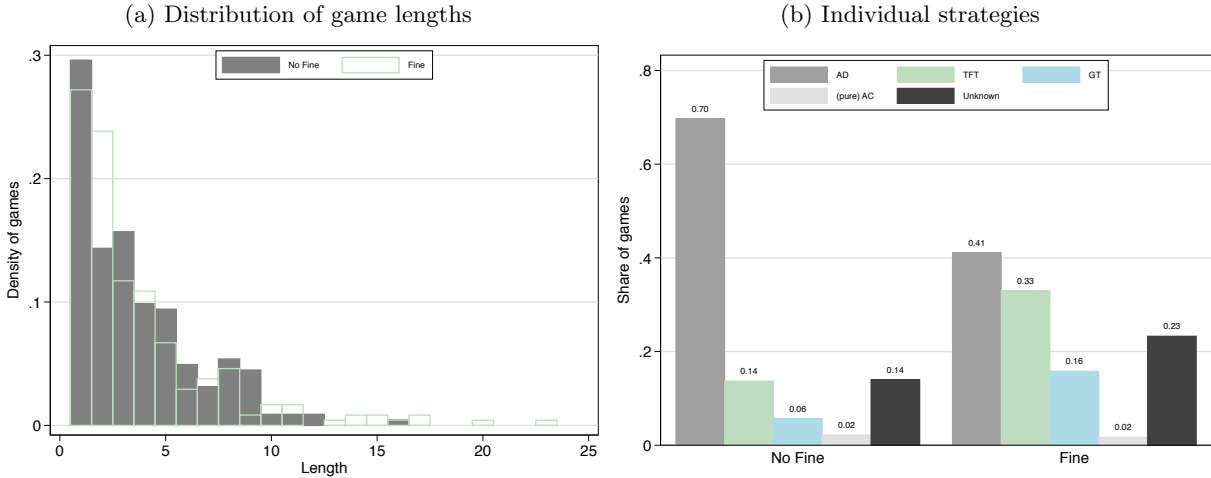 (a) Distribution of game lengths
No Fine
Fine
.3
.2
.1
0
Density of games
0
5
10
15
20
25
Length
(b) Individual strategies
AD
TFT
GT
(pure) AC
Unknown
.8
.6
.4
.2
0
Share of games
0.70
0.14
0.06
0.02
0.14
0.41
0.33
0.16
0.02
0.23
No Fine
Fine